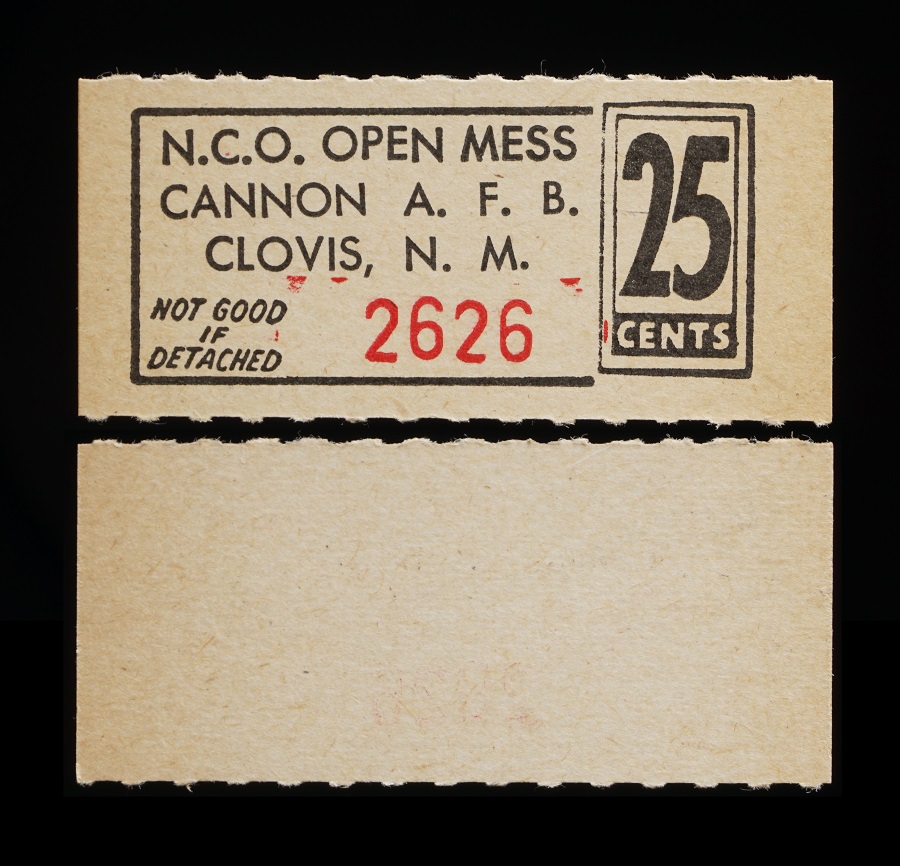 N.C.O. OPEN MESS
CANNON A. F. B.
CLOVIS, N. M.
NOT GOOD
IF
DETACHED
2626
25
CENTS